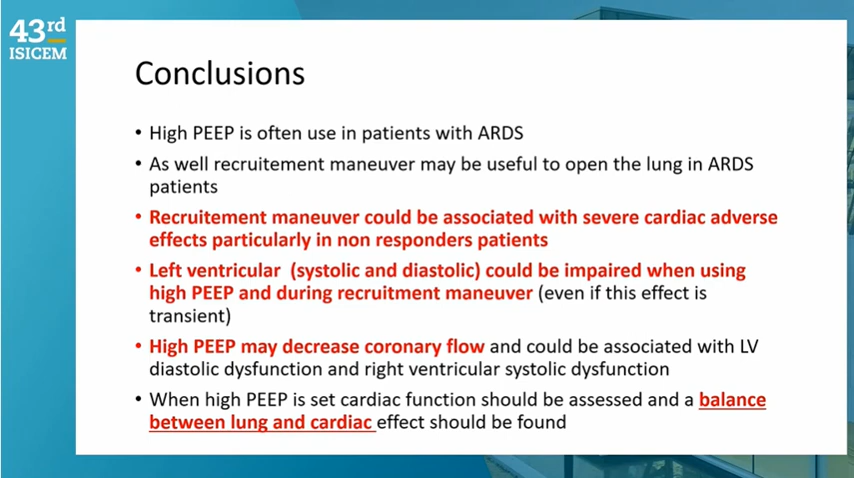 43rd
ISICEM
Conclusions
• High PEEP is often use in patients with ARDS
• As well recruitement maneuver may be useful to open the lung in ARDS
patients
• Recruitement maneuver could be associated with severe cardiac adverse
effects particularly in non responders patients
• Left ventricular (systolic and diastolic) could be impaired when using
high PEEP and during recruitment maneuver (even if this effect is
transient)
• High PEEP may decrease coronary flow and could be associated with LV
diastolic dysfunction and right ventricular systolic dysfunction
• When high PEEP is set cardiac function should be assessed and a balance
between lung and cardiac effect should be found